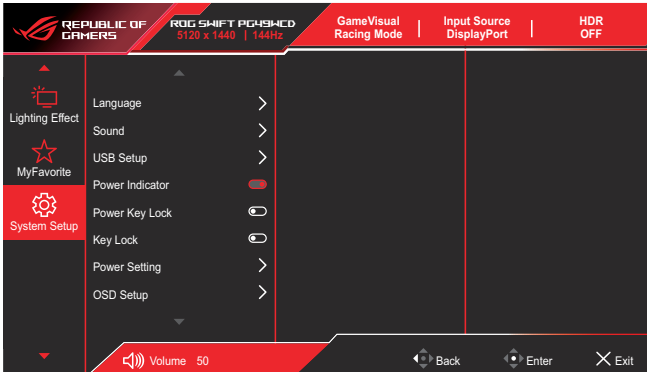 REPUBLIC OF
GAMERS
ROG SWIFT PG49WCD
5120 x 1440 | 144Hz
GameVisual
Racing Mode
Input Source
DisplayPort
HDR
OFF
Lighting Effect
MyFavorite
System Setup
Language
Sound
USB Setup
Power Indicator
Power Key Lock
Key Lock
Power Setting
OSD Setup
Volume 50
Back
Enter
Exit